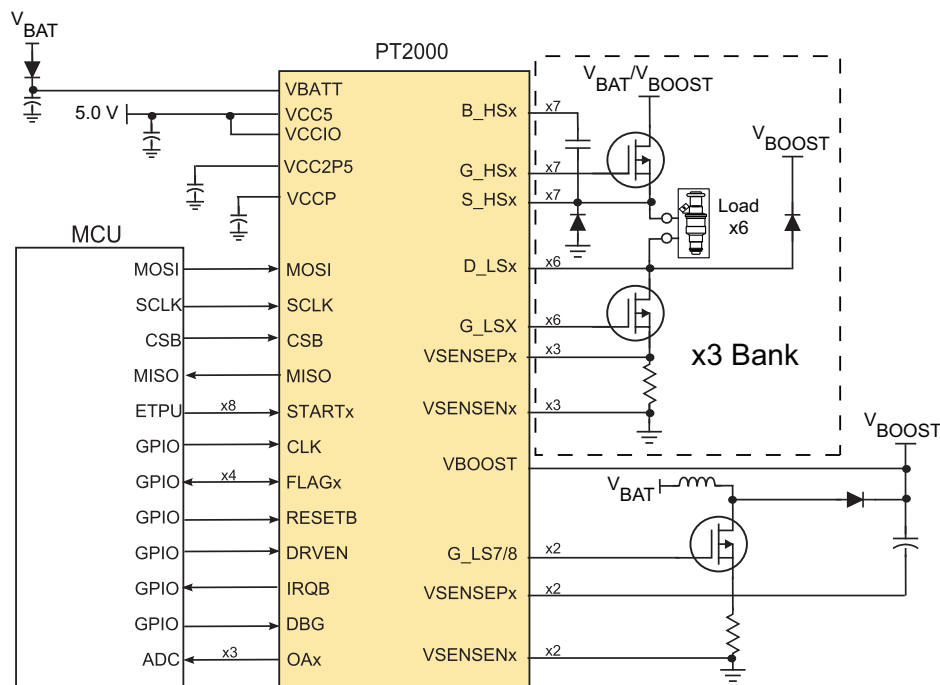 VBAT
PT2000
VBATT
5.0 V
VCC5
VCCIO
VCC2P5
VCCP
MCU
MOSI
MOSI
SCLK
SCLK
CSB
CSB
MISO
MISO
ETPU
x8
STARTx
GPIO
CLK
GPIO
x4
FLAGx
GPIO
RESETB
GPIO
DRVEN
GPIO
IRQB
GPIO
DBG
ADC
x3
OAx
B_HSx
x7
G_HSx
x7
S_HSx
x7
D_LSx
x6
G_LSX
x6
VSENSEPx
x3
VSENSENx
x3
VBOOST
G_LS7/8
x2
VSENSEPx
x2
VSENSENx
x2
VBAT/VBOOST
VBOOST
Load
x6
x3 Bank
VBOOST
VBAT